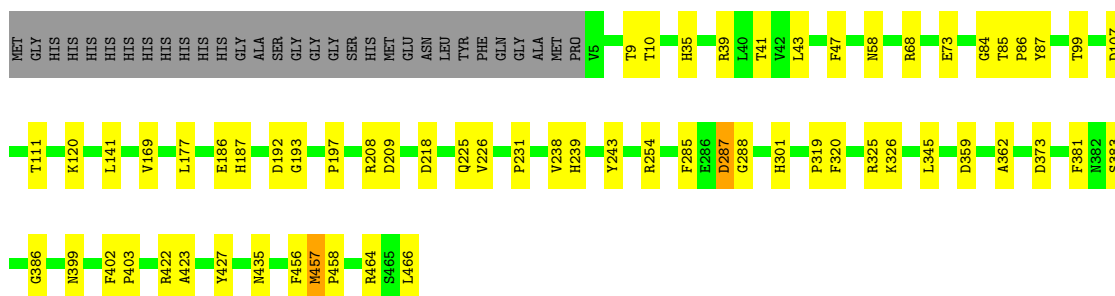 MET GLY HIS HIS HIS HIS HIS HIS HIS HIS HIS HIS GLY ALA SER GLY GLY GLY SER HIS MET GLU ASN LEU TYR PHE GLN GLY ALA MET PRO V5 T9 T10 H35 R39 L40 T41 V42 L43 F47 N58 R68 E73 G84 T85 P86 Y87 T99 D107
T111 K120 L141 V169 L177 E186 H187 D192 G193 P197 R208 D209 D218 Q225 V226 P231 V238 H239 Y243 R254 F285 E286 D287 G288 H301 P319 F320 R325 K326 L345 D359 A362 D373 F381 N382 S383
G386 N399 F402 P403 R422 A423 Y427 N435 F456 M457 P458 R464 S465 L466